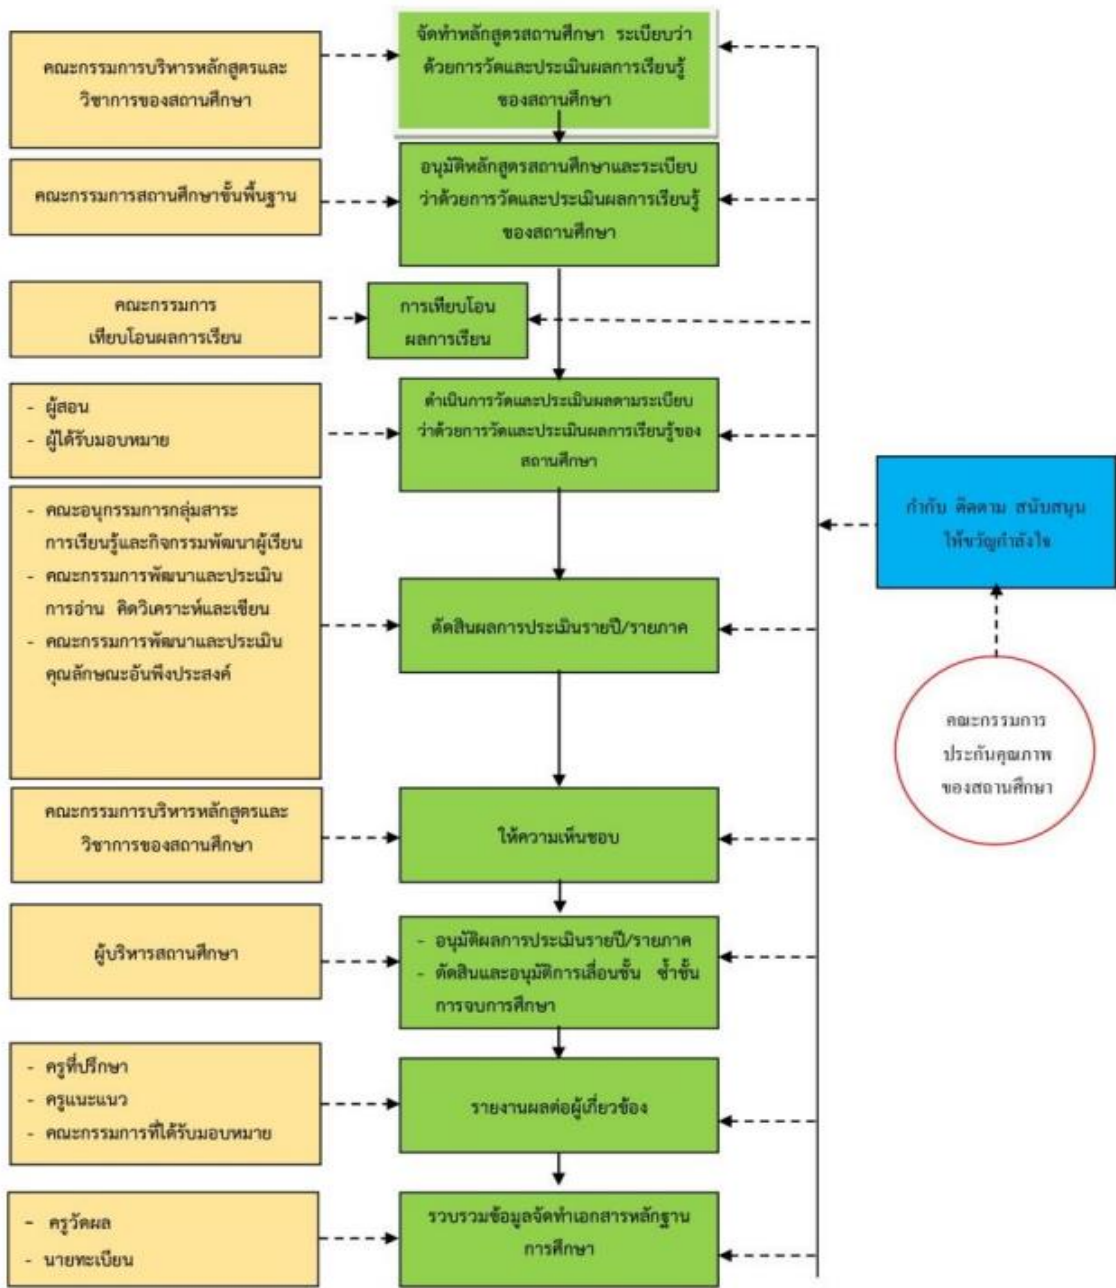 คณะกรรมการบริหารหลักสูตรและ
วิชาการของสถานศึกษา
จัดทำหลักสูตรสถานศึกษา ระเบียบว่า
ด้วยการวัดและประเมินผลการเรียนรู้
ของสถานศึกษา
คณะกรรมการสถานศึกษาขั้นพื้นฐาน
อนุมัติหลักสูตรสถานศึกษาและระเบียบ
ว่าด้วยการวัดและประเมินผลการเรียนรู้
ของสถานศึกษา
คณะกรรมการ
เทียบโอนผลการเรียน
การเทียบโอน
ผลการเรียน
- ผู้สอน
- ผู้ได้รับมอบหมาย
ดำเนินการวัดและประเมินผลตามระเบียบ
ว่าด้วยการวัดและประเมินผลการเรียนรู้ของ
สถานศึกษา
- คณะอนุกรรมการกลุ่มสาระ
การเรียนรู้และกิจกรรมพัฒนาผู้เรียน
- คณะกรรมการพัฒนาและประเมิน
การอ่าน คิดวิเคราะห์และเขียน
- คณะกรรมการพัฒนาและประเมิน
คุณลักษณะอันพึงประสงค์
ตัดสินผลการประเมินรายปี/รายภาค
กำกับ ติดตาม สนับสนุน
ให้ขวัญกำลังใจ
คณะกรรมการ
ประกันคุณภาพ
ของสถานศึกษา
คณะกรรมการบริหารหลักสูตรและ
วิชาการของสถานศึกษา
ให้ความเห็นชอบ
ผู้บริหารสถานศึกษา
- อนุมัติผลการประเมินรายปี/รายภาค
- ตัดสินและอนุมัติการเลื่อนชั้น ซ้ำชั้น
การจบการศึกษา
- ครูที่ปรึกษา
- ครูแนะแนว
- คณะกรรมการที่ได้รับมอบหมาย
รายงานผลต่อผู้เกี่ยวข้อง
- ครูวัดผล
- นายทะเบียน
รวบรวมข้อมูลจัดทำเอกสารหลักฐาน
การศึกษา